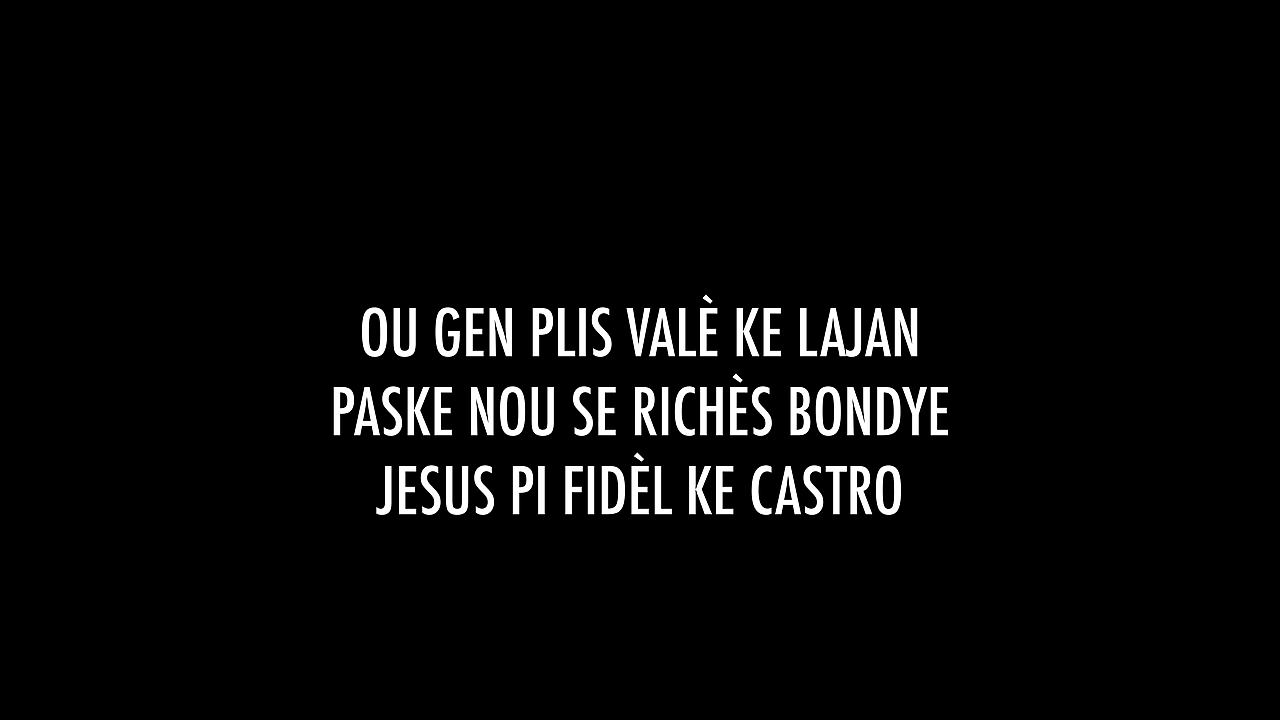 OU GEN PLIS VALÈ KE LAJAN
PASKE NOU SE RICHÈS BONDYE
JESUS PI FIDÈL KE CASTRO